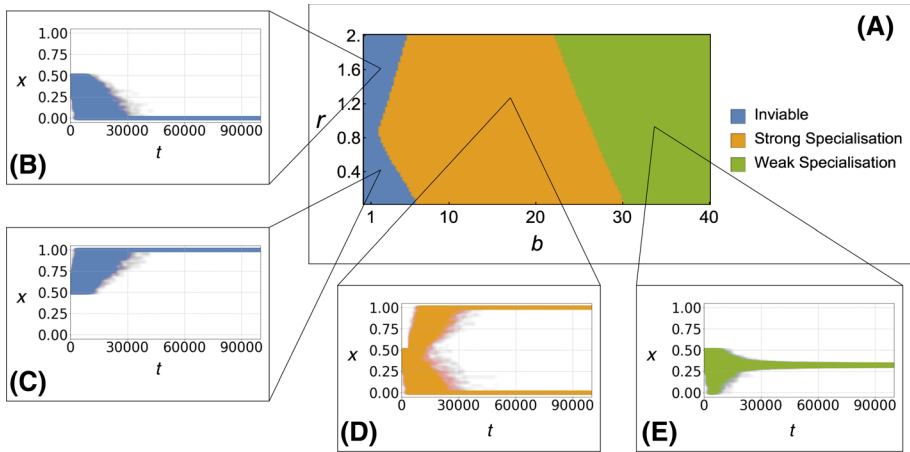 (A)
2.
1.6
1.2
0.8
0.4
r
1 10 20 30 40
b
Inviable
Strong Specialisation
Weak Specialisation
1.00
0.75
0.50
0.25
0.00
x
0 30000 60000 90000
t
(B)
1.00
0.75
0.50
0.25
0.00
x
0 30000 60000 90000
t
(C)
1.00
0.75
0.50
0.25
0.00
x
0 30000 60000 90000
t
(D)
1.00
0.75
0.50
0.25
0.00
x
0 30000 60000 90000
t
(E)